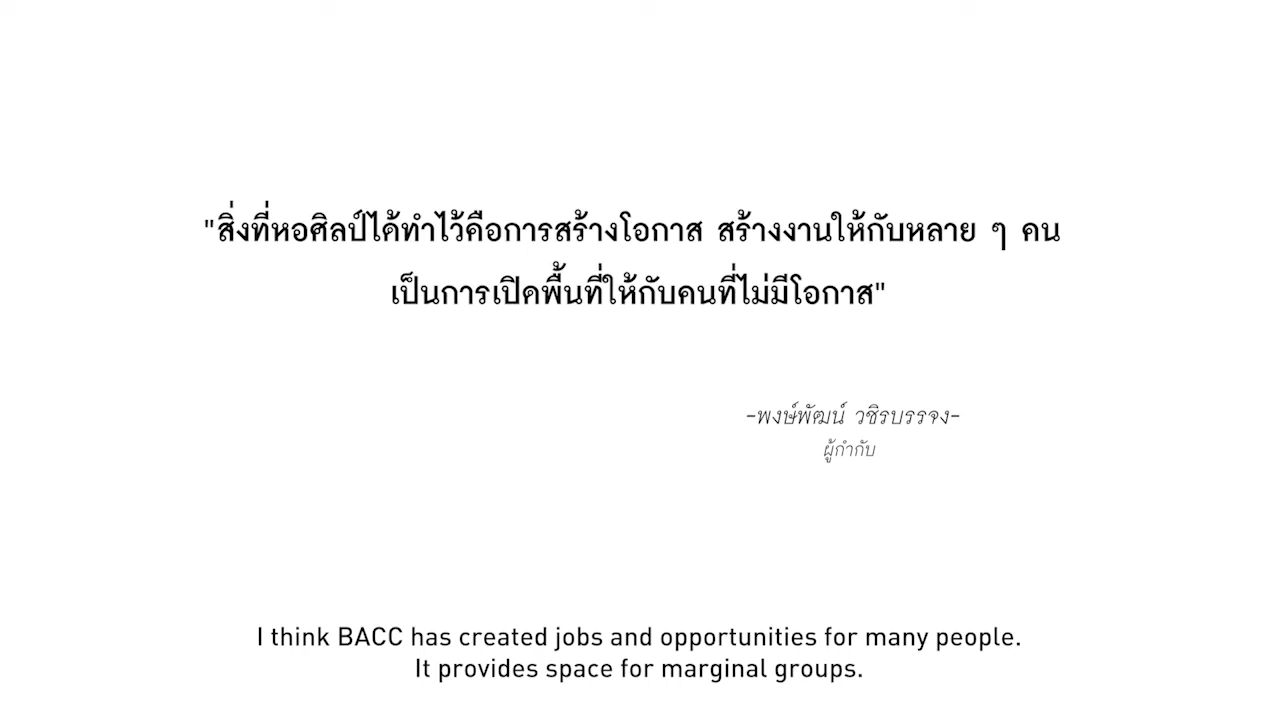 "สิ่งที่หอศิลป์ได้ทำไว้คือการสร้างโอกาส สร้างงานให้กับหลาย ๆ คน
เป็นการเปิดพื้นที่ให้กับคนที่ไม่มีโอกาส"
-พงษ์พัฒน์ วชิรบรรจง-
ผู้กำกับ
I think BACC has created jobs and opportunities for many people.
It provides space for marginal groups.